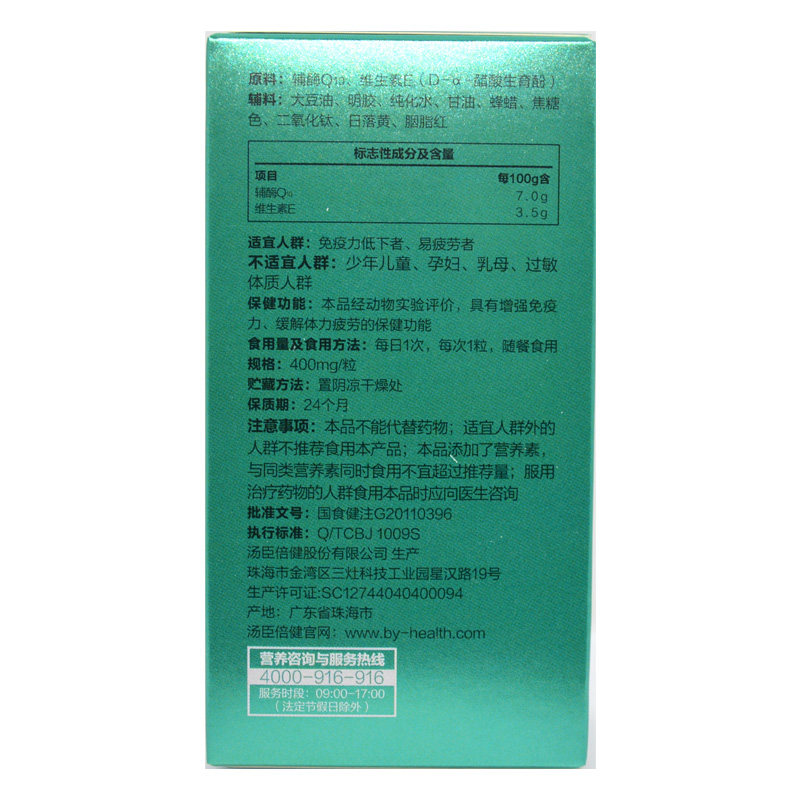 原料：辅酶Q10、维生素E（D-α-醋酸生育酚）
辅料：大豆油、明胶、纯化水、甘油、蜂蜡、焦糖
色、二氧化钛、日落黄、胭脂红
标志性成分及含量
项目 每100g含
辅酶Q10 7.0g
维生素E 3.5g
适宜人群：免疫力低下者、易疲劳者
不适宜人群：少年儿童、孕妇、乳母、过敏
体质人群
保健功能：本品经动物实验评价，具有增强免疫
力、缓解体力疲劳的保健功能
食用量及食用方法：每日1次，每次1粒，随餐食用
规格：400mg/粒
贮藏方法：置阴凉干燥处
保质期：24个月
注意事项：本品不能代替药物；适宜人群外的
人群不推荐食用本产品；本品添加了营养素，
与同类营养素同时食用不宜超过推荐量；服用
治疗药物的人群食用本品时应向医生咨询
批准文号：国食健注G20110396
执行标准：Q/TCBJ 1009S
汤臣倍健股份有限公司 生产
珠海市金湾区三灶科技工业园星汉路19号
生产许可证:SC12744040400094
产地：广东省珠海市
汤臣倍健官网：www.by-health.com
营养咨询与服务热线
4000-916-916
服务时段：09:00-17:00
（法定节假日除外）